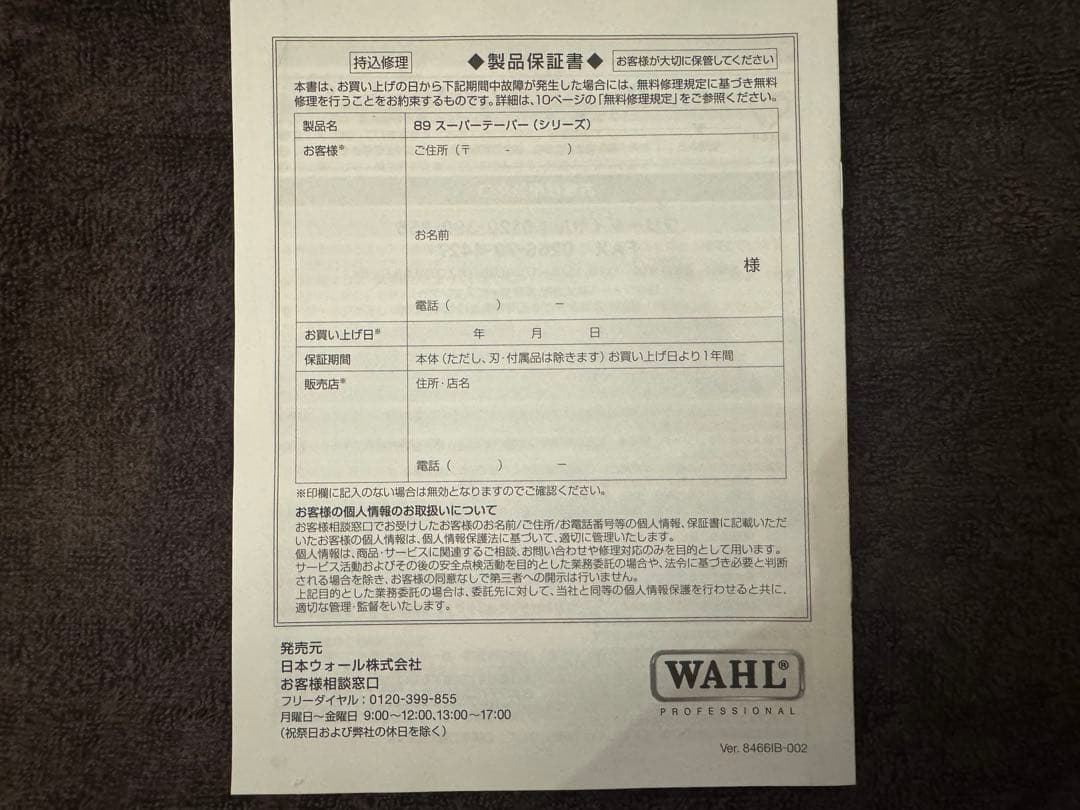 持込修理 ◆製品保証書◆ お客様が大切に保管してください
本書は、お買い上げの日から下記期間中故障が発生した場合には、無料修理規定に基づき無料
修理を行うことをお約束するものです。詳細は、10ページの「無料修理規定」をご参照ください。
製品名 89 スーパーテーパー（シリーズ）
お客様※ ご住所（〒 - ）
お名前
様
電話（ ） −
お買い上げ日※ 年 月 日
保証期間 本体（ただし、刃・付属品は除きます）お買い上げ日より1年間
販売店※ 住所・店名
電話（ ） −
※印欄に記入のない場合は無効となりますのでご確認ください。
お客様の個人情報のお取扱いについて
お客様相談窓口でお受けしたお客様のお名前/ご住所/お電話番号等の個人情報、保証書に記載いただ
いたお客様の個人情報は、個人情報保護法に基づいて、適切に管理いたします。
個人情報は、商品・サービスに関連するご相談、お問い合わせや修理対応のみを目的として用います。
サービス活動およびその後の安全点検活動を目的とした業務委託の場合や、法令に基づき必要と判断
される場合を除き、お客様の同意なしで第三者への開示は行いません。
上記目的とした業務委託の場合は、委託先に対して、当社と同等の個人情報保護を行わせると共に、
適切な管理・監督をいたします。
発売元
日本ウォール株式会社
お客様相談窓口
フリーダイヤル：0120-399-855
月曜日〜金曜日 9:00〜12:00、13:00〜17:00
（祝祭日および弊社の休日を除く）
WAHL®
PROFESSIONAL
Ver. 8466IB-002